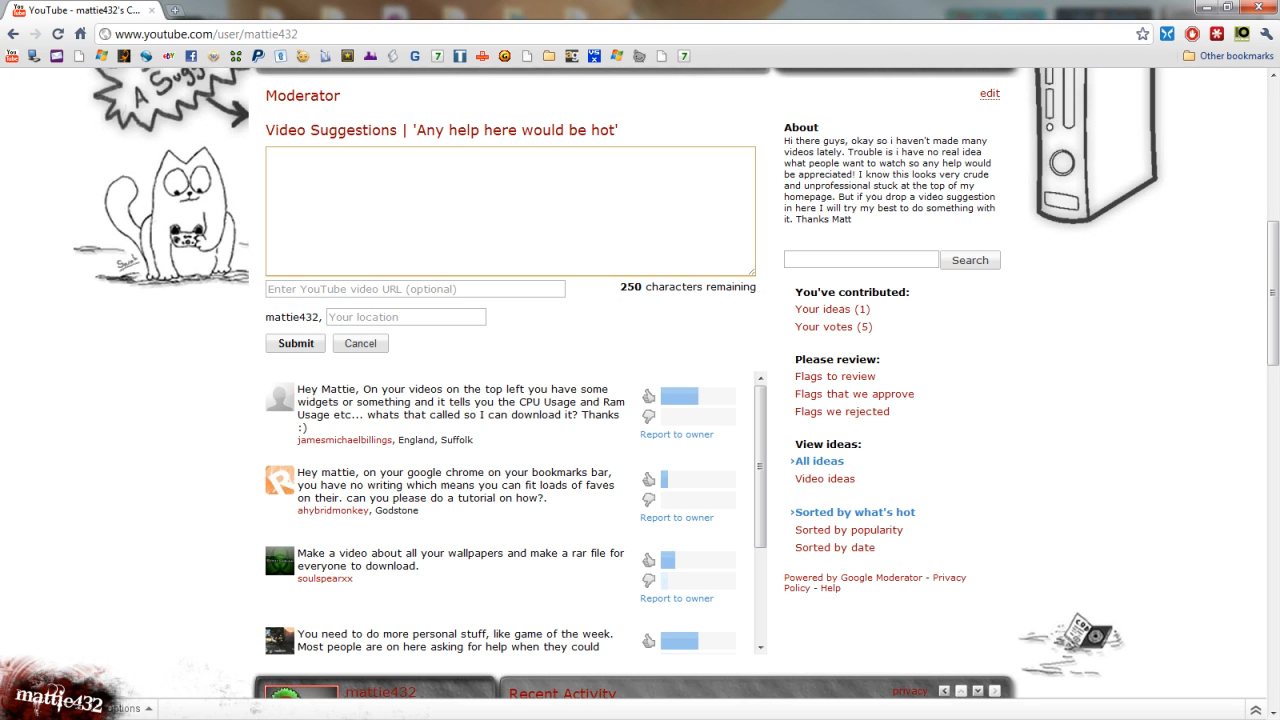 YouTube - mattie432's C...
www.youtube.com/user/mattie432
Other bookmarks
A Sugg
Moderator
edit
Video Suggestions | 'Any help here would be hot'
About
Hi there guys, okay so i haven't made many
videos lately. Trouble is i have no real idea
what people want to watch so any help would
be appreciated! I know this looks very crude
and unprofessional stuck at the top of my
homepage. But if you drop a video suggestion
in here I will try my best to do something with
it. Thanks Matt
Enter YouTube video URL (optional)
250 characters remaining
mattie432,
Your location
Submit
Cancel
Search
You've contributed:
Your ideas (1)
Your votes (5)
Please review:
Flags to review
Flags that we approve
Flags we rejected
View ideas:
›All ideas
Video ideas
›Sorted by what's hot
Sorted by popularity
Sorted by date
Powered by Google Moderator - Privacy
Policy - Help
Hey Mattie, On your videos on the top left you have some
widgets or something and it tells you the CPU Usage and Ram
Usage etc... whats that called so I can download it? Thanks
:)
jamesmichaelbillings, England, Suffolk
Report to owner
Hey mattie, on your google chrome on your bookmarks bar,
you have no writing which means you can fit loads of faves
on their. can you please do a tutorial on how?.
ahybridmonkey, Godstone
Report to owner
Make a video about all your wallpapers and make a rar file for
everyone to download.
soulspearxx
Report to owner
You need to do more personal stuff, like game of the week.
Most people are on here asking for help when they could
mattie432
Recent Activity
privacy
mattie432
ptions